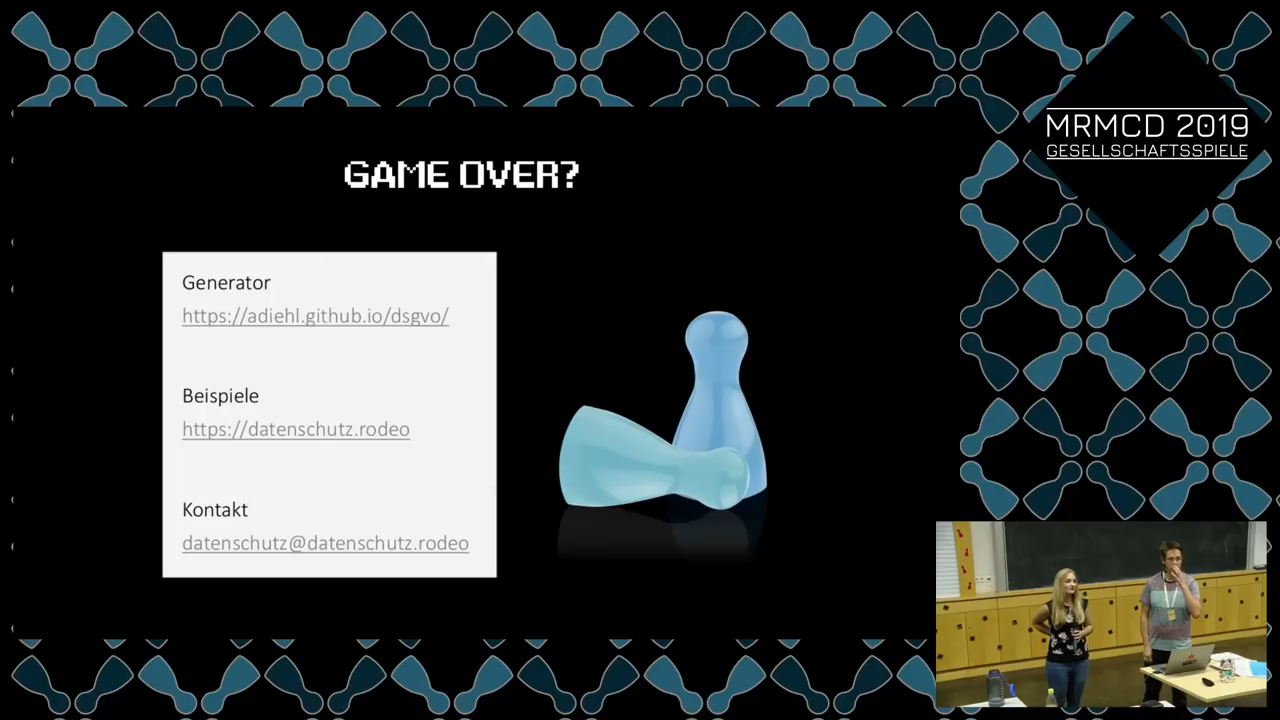 MRMCD 2019
GESELLSCHAFTSSPIELE
GAME OVER?
Generator
https://adiehl.github.io/dsgvo/
Beispiele
https://datenschutz.rodeo
Kontakt
datenschutz@datenschutz.rodeo